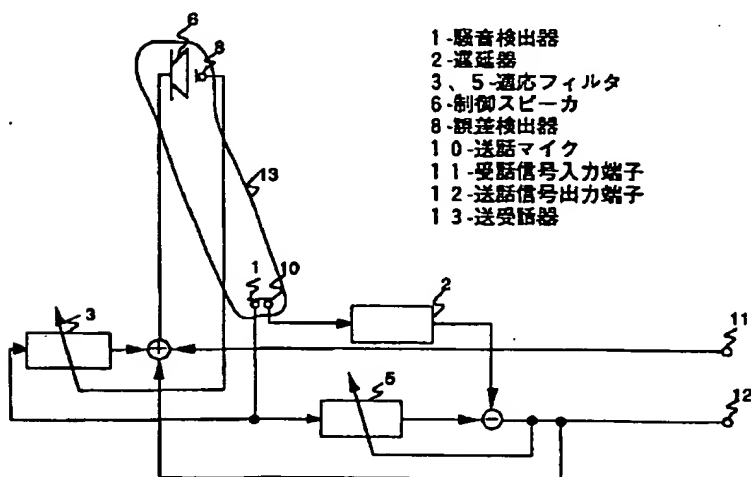 1-騒音検出器
2-遅延器
3、5-適応フィルタ
6-制御スピーカ
8-誤差検出器
10-送話マイク
11-受話信号入力端子
12-送話信号出力端子
13-送受話器
6
8
13
1
10
2
3
11
5
12